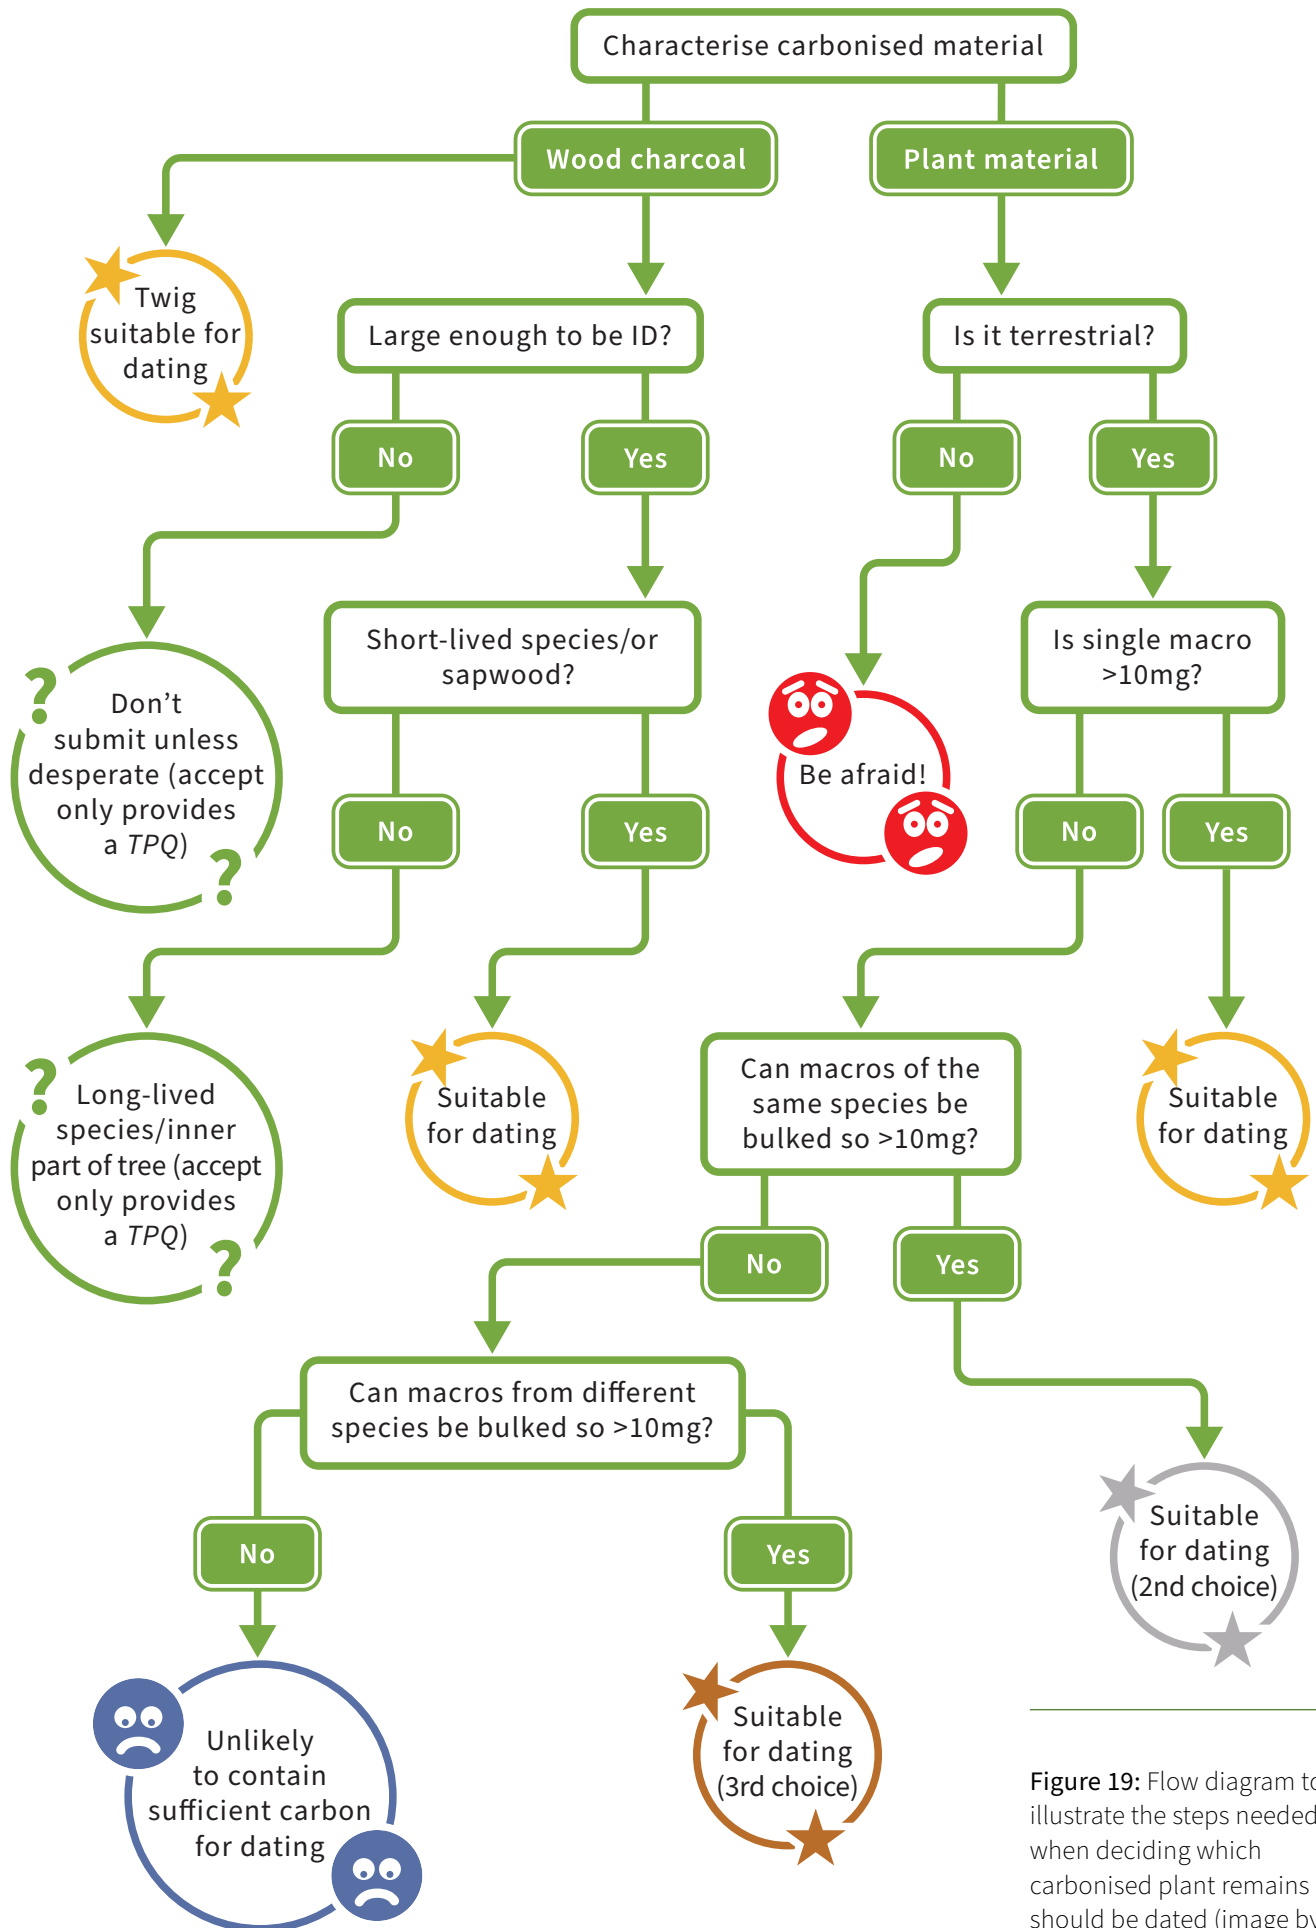 Characterise carbonised material
Wood charcoal
Plant material
Twig
suitable for
dating
Large enough to be ID?
Is it terrestrial?
No
Yes
No
Yes
Short-lived species/or
sapwood?
Is single macro
>10mg?
Don’t
submit unless
desperate (accept
only provides
a TPQ)
Be afraid!
No
Yes
No
Yes
Long-lived
species/inner
part of tree (accept
only provides
a TPQ)
Suitable
for dating
Can macros of the
same species be
bulked so >10mg?
Suitable
for dating
No
Yes
Can macros from different
species be bulked so >10mg?
No
Yes
Suitable
for dating
(2nd choice)
Unlikely
to contain
sufficient carbon
for dating
Suitable
for dating
(3rd choice)
Figure 19: Flow diagram to
illustrate the steps needed
when deciding which
carbonised plant remains
should be dated (image by